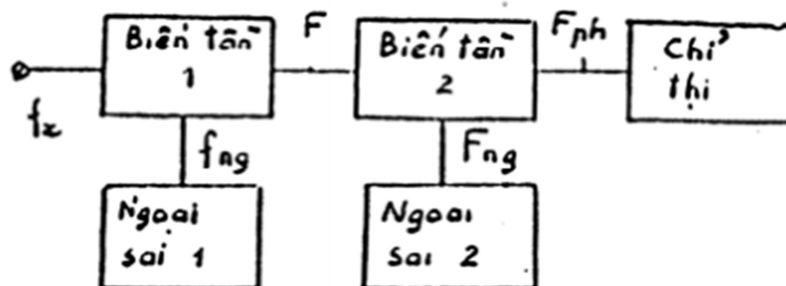 Biến tần
1
F
Biến tần
2
Fph
Chỉ
thị
fx
fng
Fng
Ngoại
sai 1
Ngoại
sai 2